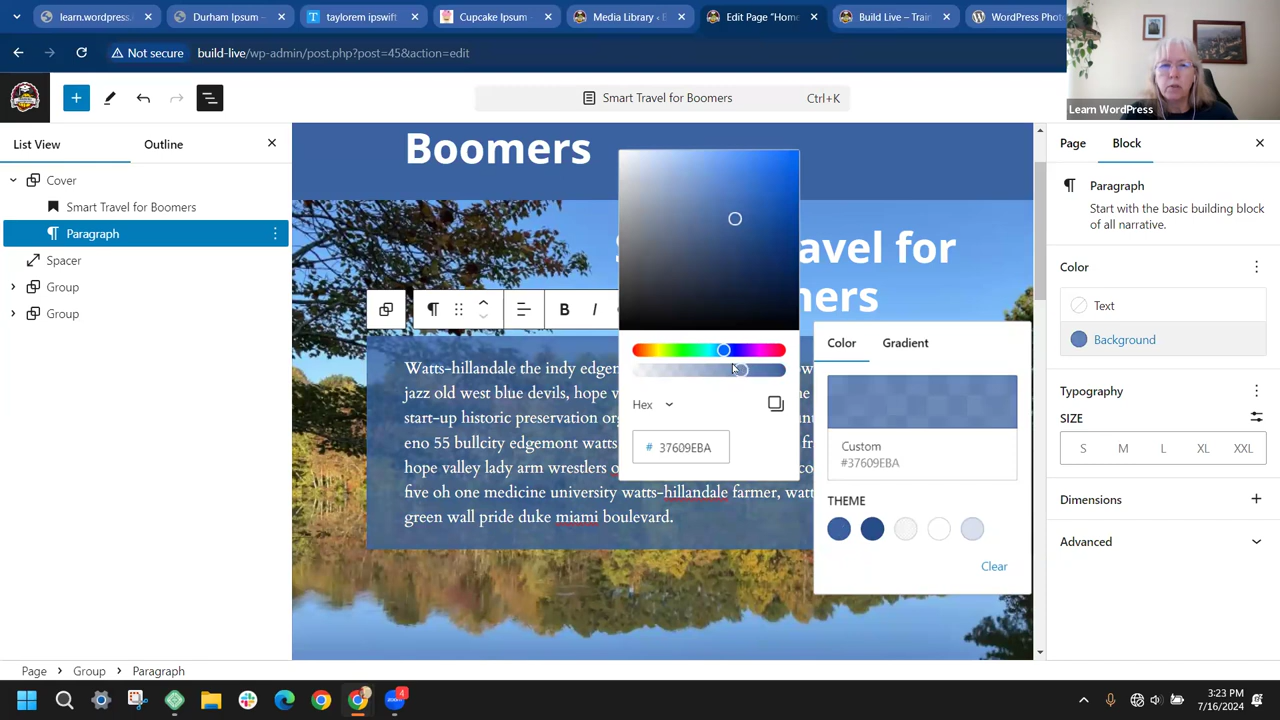 learn.wordpress.
Durham Ipsum –
taylorem ipswift
Cupcake Ipsum -
Media Library ‹ B
Edit Page "Home
Build Live – Train
WordPress Phot
Not secure
build-live/wp-admin/post.php?post=45&action=edit
Learn WordPress
Smart Travel for Boomers
Ctrl+K
List View
Outline
Cover
Smart Travel for Boomers
Paragraph
Spacer
Group
Group
Boomers
avel for
ners
B
I
Watts-hillandale the indy edgem
jazz old west blue devils, hope v
start-up historic preservation or
eno 55 bullcity edgemont watts
hope valley lady arm wrestlers o
five oh one medicine university watts-hillandale farmer, watt
green wall pride duke miami boulevard.
Hex
# 37609EBA
Color
Gradient
Custom
#37609EBA
THEME
Clear
Page
Block
Paragraph
Start with the basic building block
of all narrative.
Color
Text
Background
Typography
SIZE
S
M
L
XL
XXL
Dimensions
Advanced
Page
Group
Paragraph
4
zoom
3:23 PM
7/16/2024